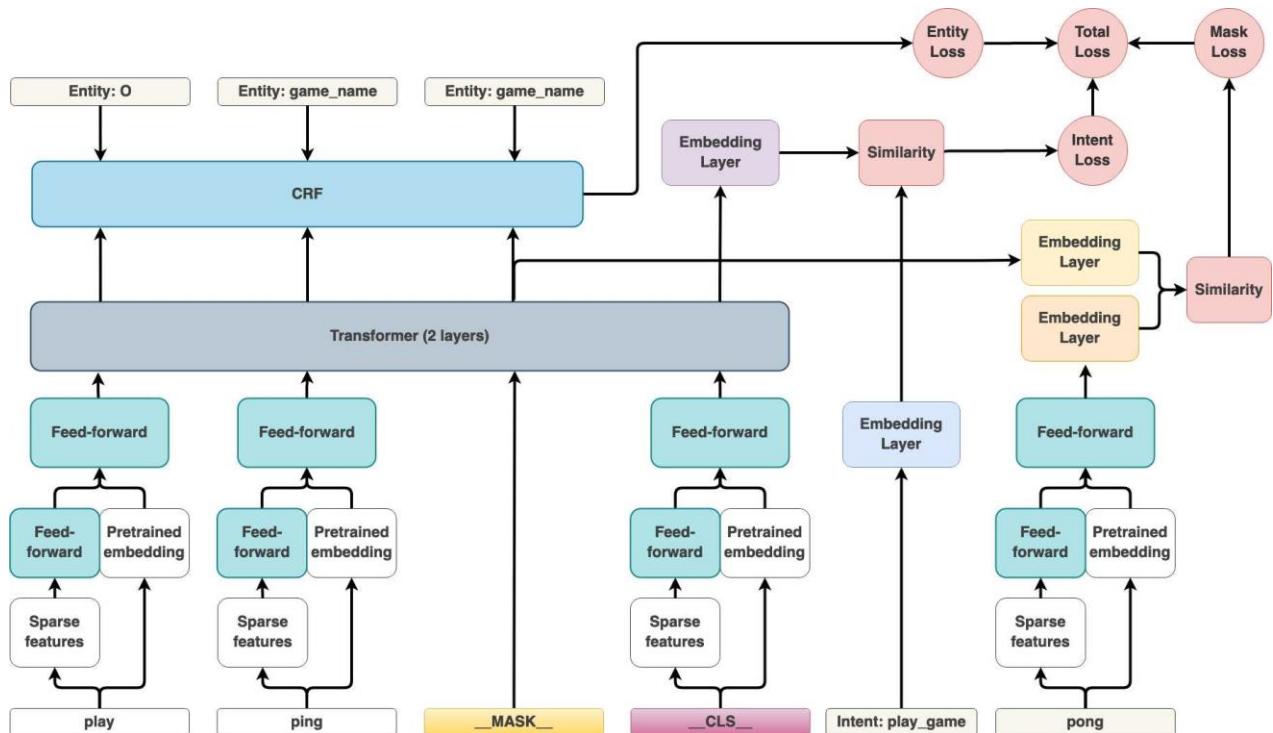 Entity
Loss
Total
Loss
Mask
Loss
Entity: O
Entity: game_name
Entity: game_name
Embedding
Layer
Similarity
Intent
Loss
CRF
Embedding
Layer
Similarity
Embedding
Layer
Transformer (2 layers)
Feed-forward
Feed-forward
Feed-forward
Embedding
Layer
Feed-forward
Feed-
forward
Pretrained
embedding
Feed-
forward
Pretrained
embedding
Feed-
forward
Pretrained
embedding
Feed-
forward
Pretrained
embedding
Sparse
features
Sparse
features
Sparse
features
Sparse
features
play
ping
__MASK__
__CLS__
Intent: play_game
pong